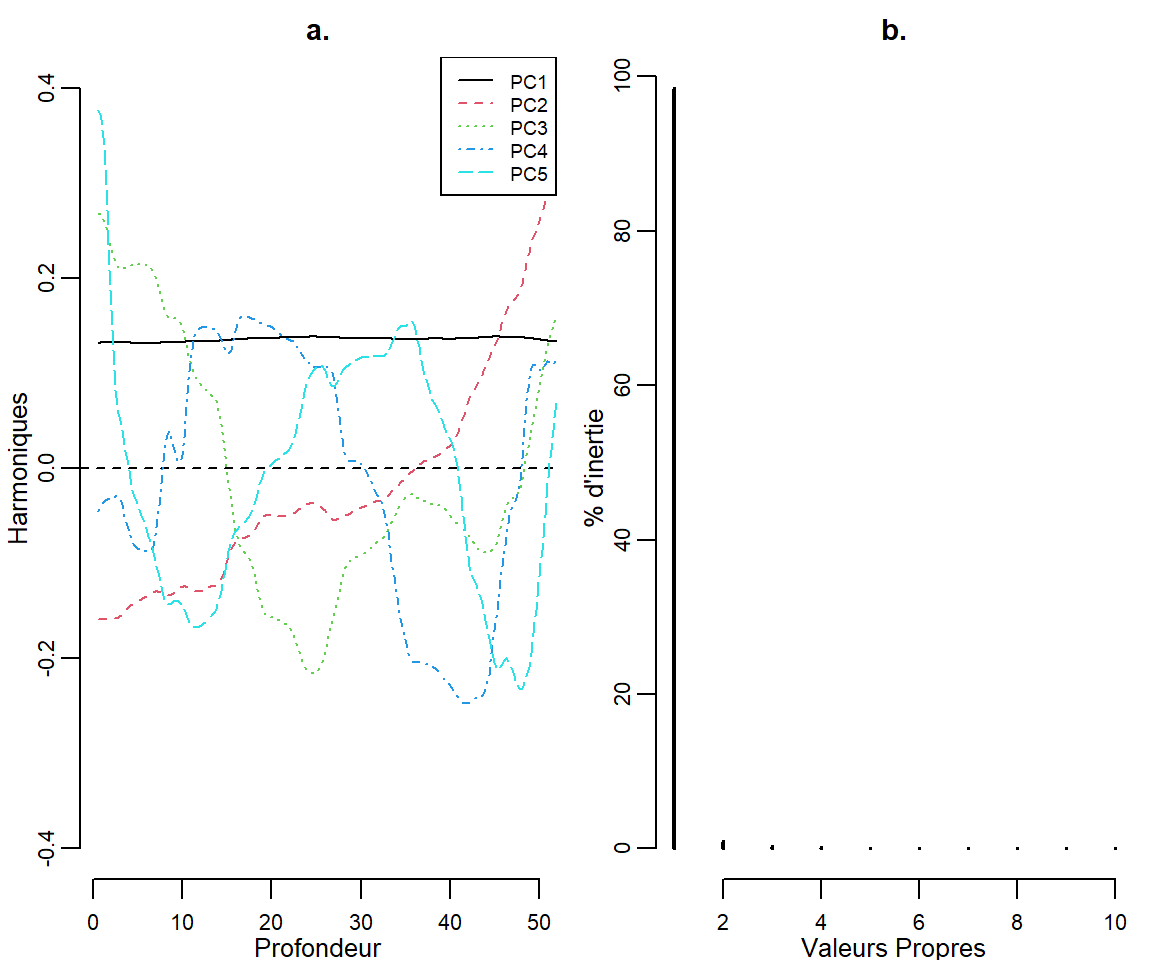 a.
PC1
PC2
PC3
PC4
PC5
0.4
0.2
0.0
-0.2
-0.4
Harmoniques
0 10 20 30 40 50
Profondeur
b.
100
80
60
40
20
0
% d'inertie
2 4 6 8 10
Valeurs Propres